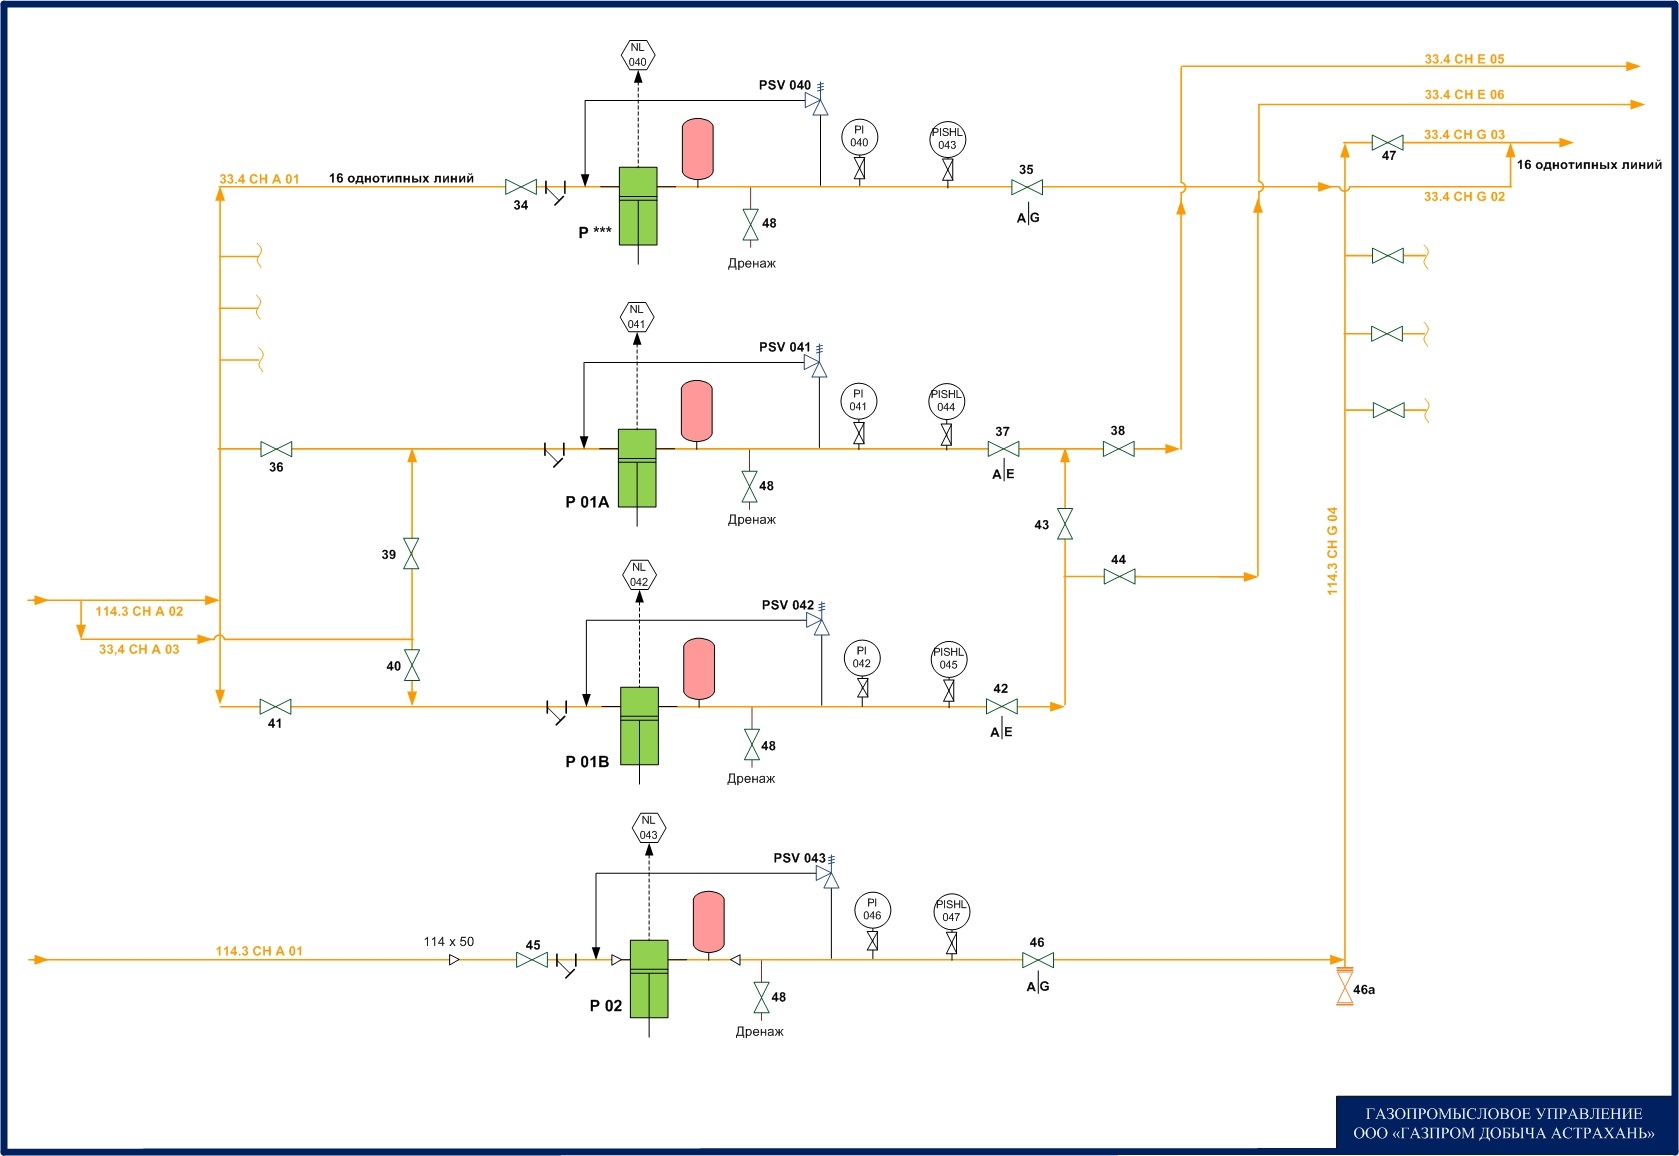 NL
040
PSV 040
PI
040
PISHL
043
33.4 CH E 05
33.4 CH E 06
33.4 CH G 03
47
16 однотипных линий
33.4 CH G 02
33.4 CH A 01
16 однотипных линий
34
P ***
48
Дренаж
35
A|G
NL
041
PSV 041
PI
041
PISHL
044
36
P 01A
48
Дренаж
37
A|E
38
39
43
44
114.3 CH G 04
NL
042
PSV 042
PI
042
PISHL
045
114.3 CH A 02
33,4 CH A 03
40
41
P 01B
48
Дренаж
42
A|E
NL
043
PSV 043
PI
046
PISHL
047
114.3 CH A 01
114 x 50
45
P 02
48
Дренаж
46
A|G
46a
ГАЗОПРОМЫСЛОВОЕ УПРАВЛЕНИЕ
ООО «ГАЗПРОМ ДОБЫЧА АСТРАХАНЬ»